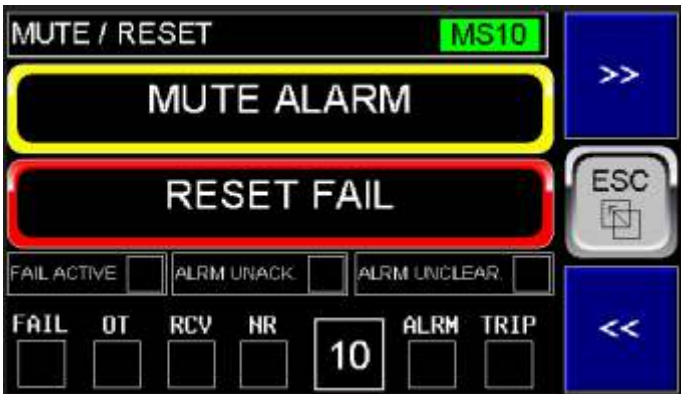 MUTE / RESET MS10
>>
MUTE ALARM
RESET FAIL
ESC
FAIL ACTIVE ALRM UNACK. ALRM UNCLEAR.
FAIL OT RCV NR 10 ALRM TRIP
<<